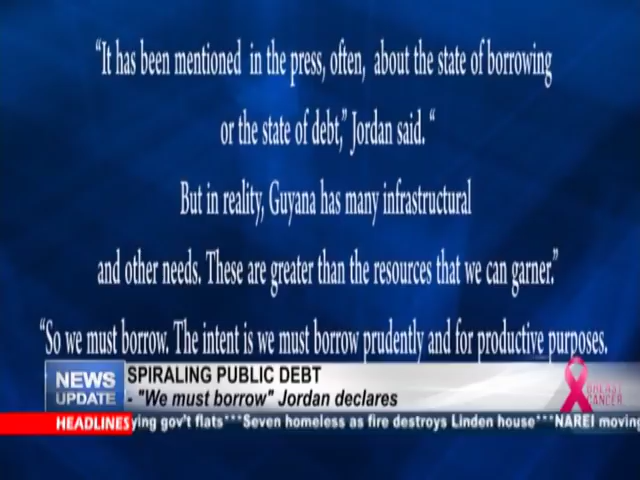 “It has been mentioned in the press, often, about the state of borrowing
or the state of debt,” Jordan said. “
But in reality, Guyana has many infrastructural
and other needs. These are greater than the resources that we can garner.”
“So we must borrow. The intent is we must borrow prudently and for productive purposes.
NEWS UPDATE
SPIRALING PUBLIC DEBT
- "We must borrow" Jordan declares
BREAST
CANCER
HEADLINES ying gov't flats***Seven homeless as fire destroys Linden house***NAREI moving